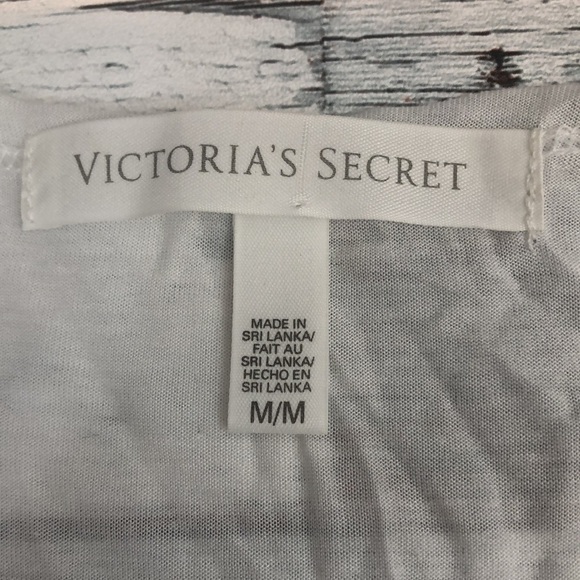 VICTORIA'S SECRET
MADE IN
SRI LANKA/
FAIT AU
SRI LANKA/
HECHO EN
SRI LANKA
M/M